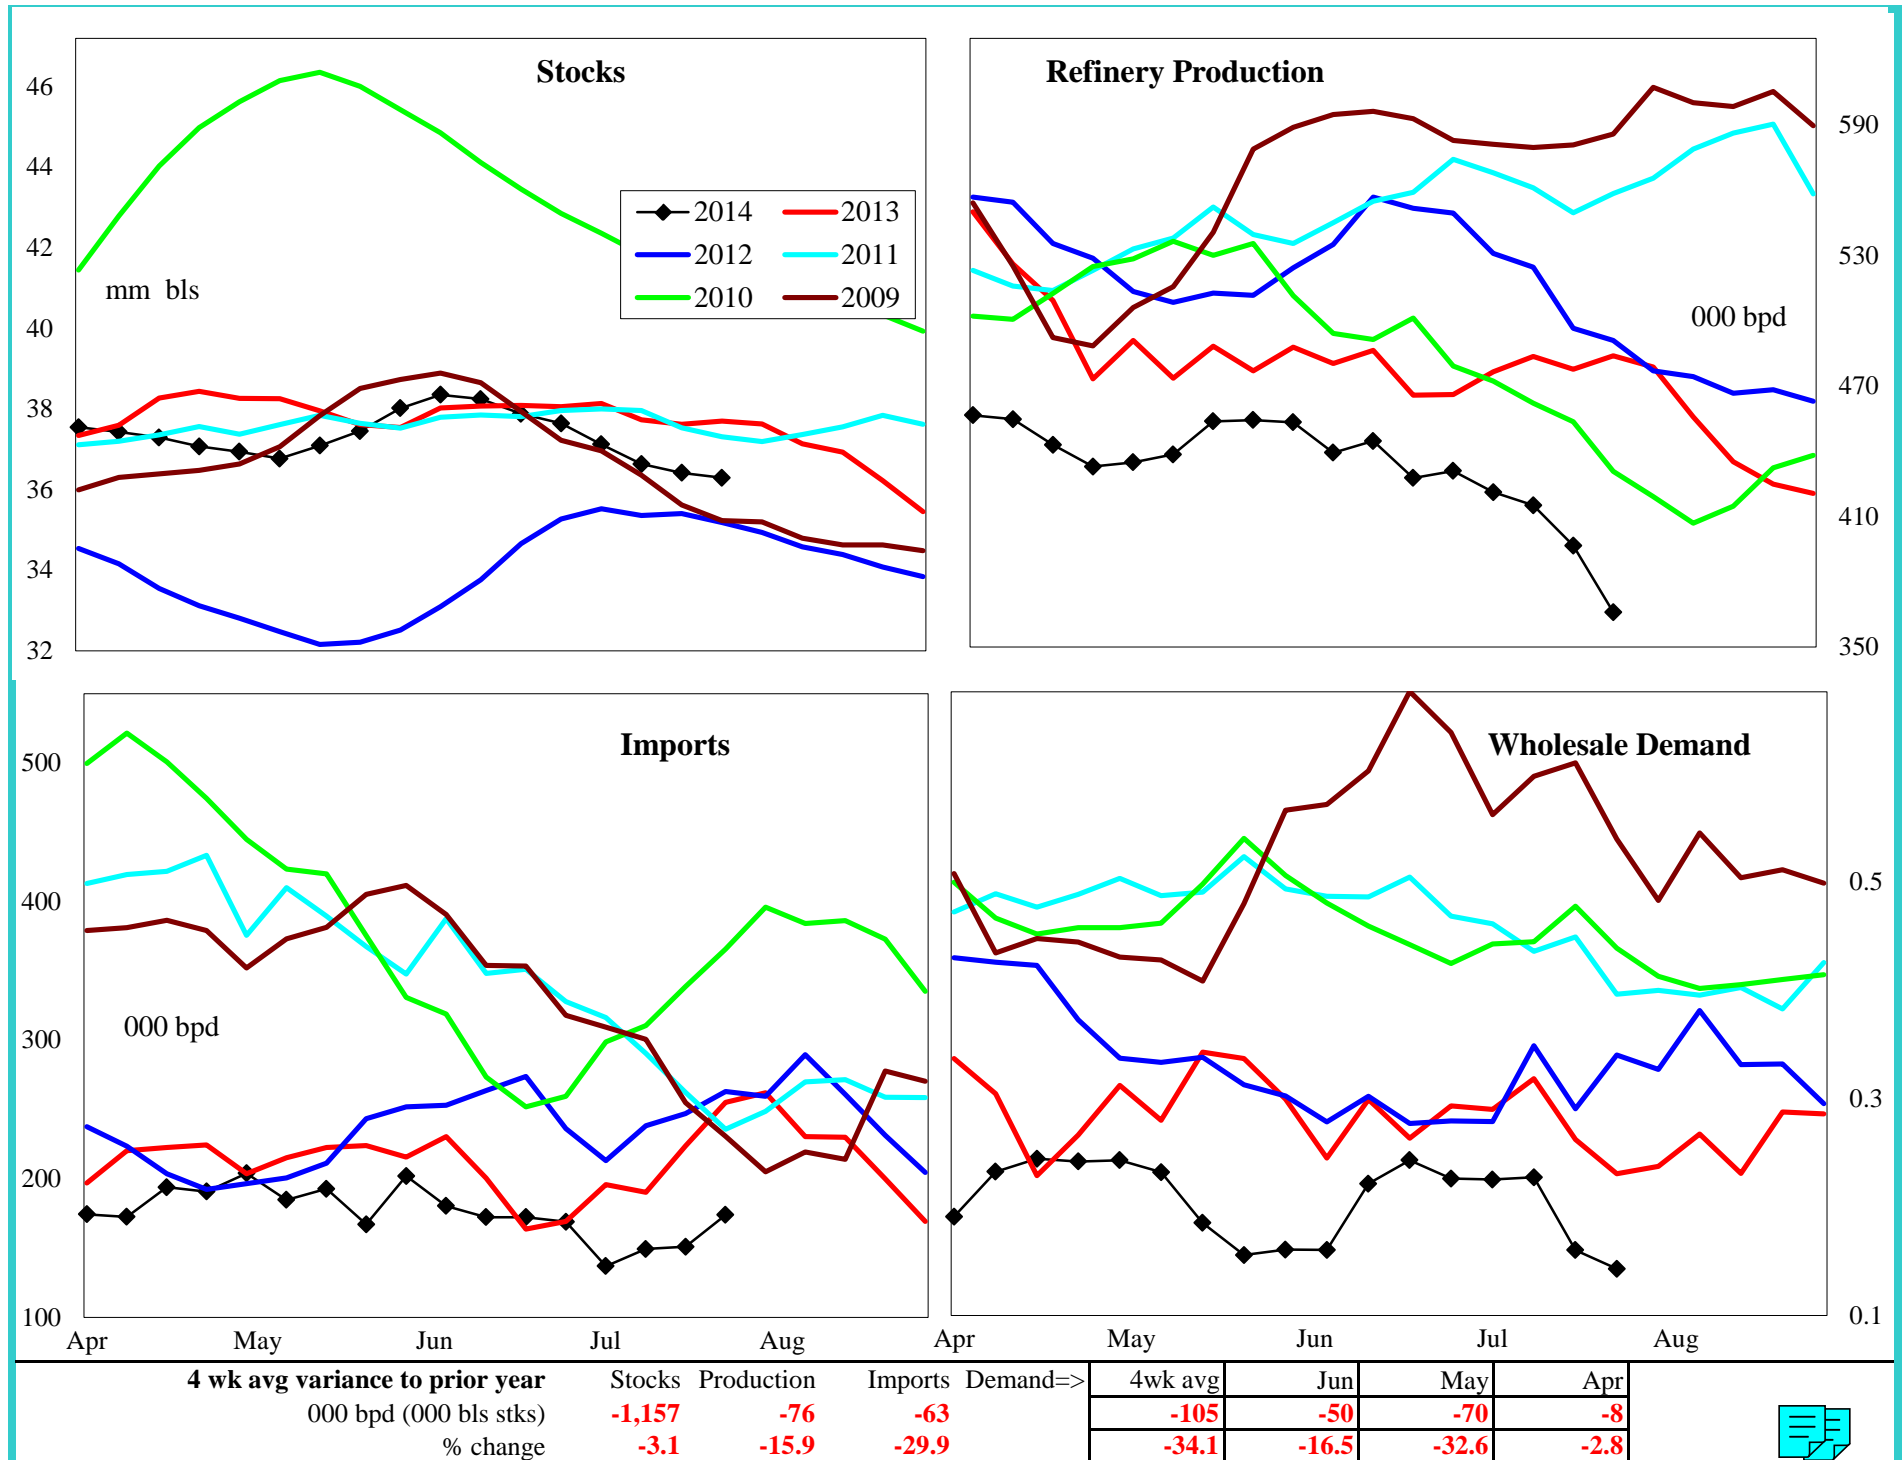 Stocks
46
44
42
40
38
36
34
32
mm bls
2014 2013
2012 2011
2010 2009
Refinery Production
590
530
470
410
350
000 bpd
Imports
500
400
300
200
100
000 bpd
Apr May Jun Jul Aug
Wholesale Demand
0.5
0.3
0.1
Apr May Jun Jul Aug
4 wk avg variance to prior year Stocks Production Imports Demand=> 4wk avg Jun May Apr
000 bpd (000 bls stks) -1,157 -76 -63 -105 -50 -70 -8
% change -3.1 -15.9 -29.9 -34.1 -16.5 -32.6 -2.8